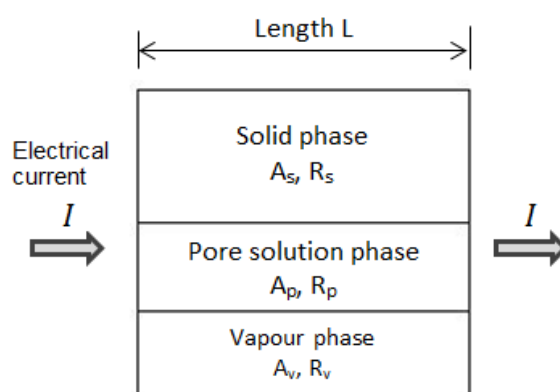 Length L
Solid phase
Aₛ, Rₛ
Electrical
current
I
I
Pore solution phase
Aₚ, Rₚ
Vapour phase
Aᵥ, Rᵥ